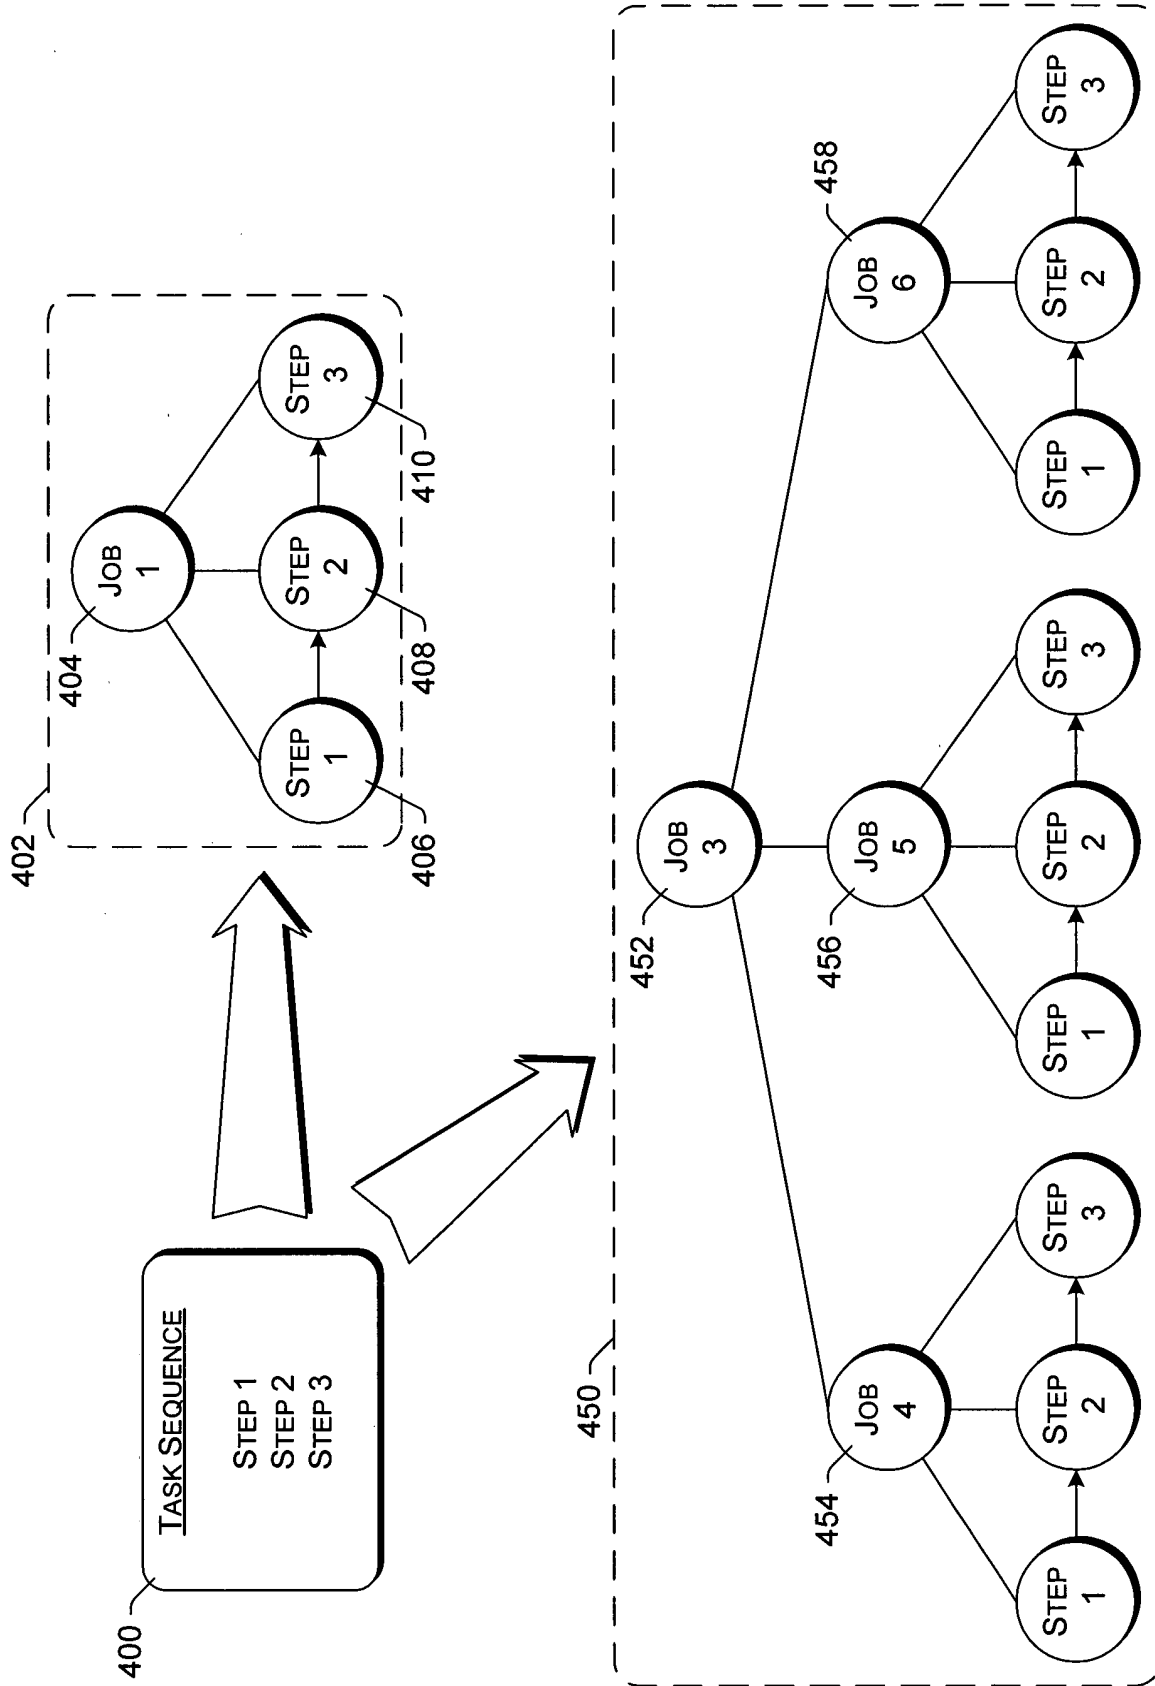 400
TASK SEQUENCE
STEP 1
STEP 2
STEP 3
402
404
JOB
1
STEP
1
STEP
2
STEP
3
406
408
410
450
452
JOB
3
454
JOB
4
456
JOB
5
458
JOB
6
STEP
1
STEP
2
STEP
3
STEP
1
STEP
2
STEP
3
STEP
1
STEP
2
STEP
3